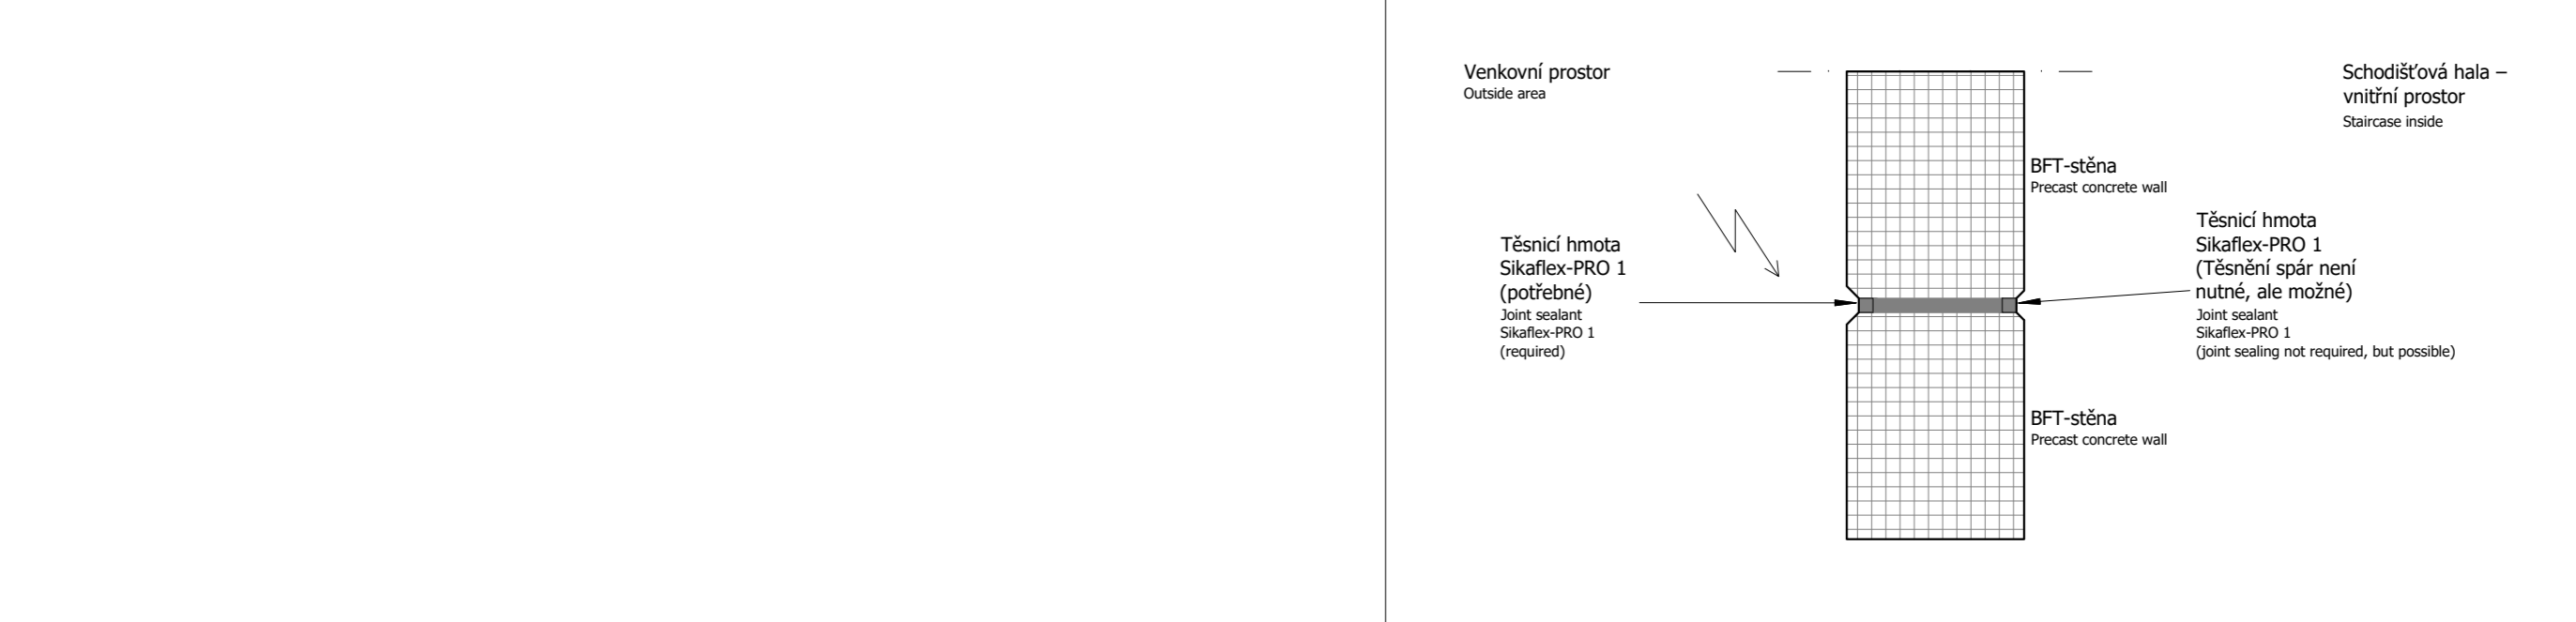 Venkovní prostor
Outside area
Schodišťová hala –
vnitřní prostor
Staircase inside
BFT-stěna
Precast concrete wall
Těsnicí hmota
Sikaflex-PRO 1
(potřebné)
Joint sealant
Sikaflex-PRO 1
(required)
Těsnicí hmota
Sikaflex-PRO 1
(Těsnění spár není
nutné, ale možné)
Joint sealant
Sikaflex-PRO 1
(joint sealing not required, but possible)
BFT-stěna
Precast concrete wall